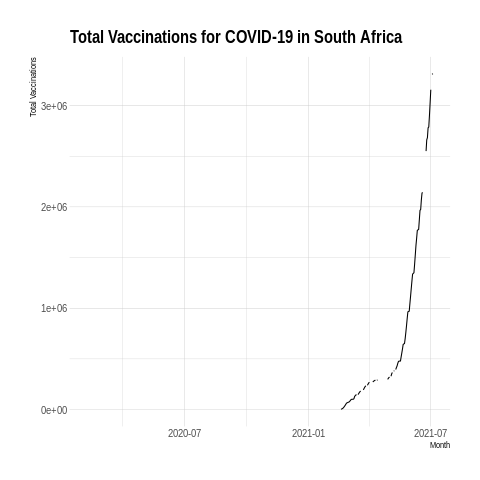 Total Vaccinations for COVID-19 in South Africa
Total Vaccinations
3e+06
2e+06
1e+06
0e+00
2020-07
2021-01
2021-07
Month